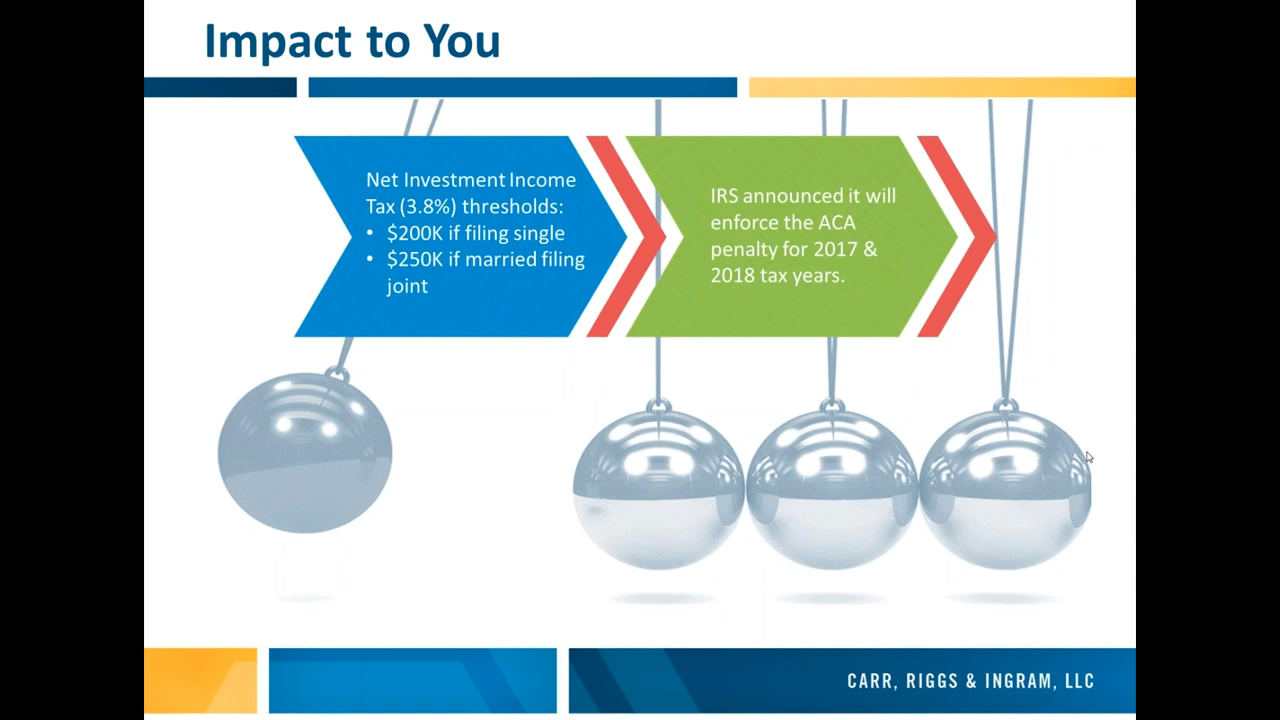 Impact to You
Net Investment Income
Tax (3.8%) thresholds:
• $200K if filing single
• $250K if married filing
joint
IRS announced it will
enforce the ACA
penalty for 2017 &
2018 tax years.
CARR, RIGGS & INGRAM, LLC